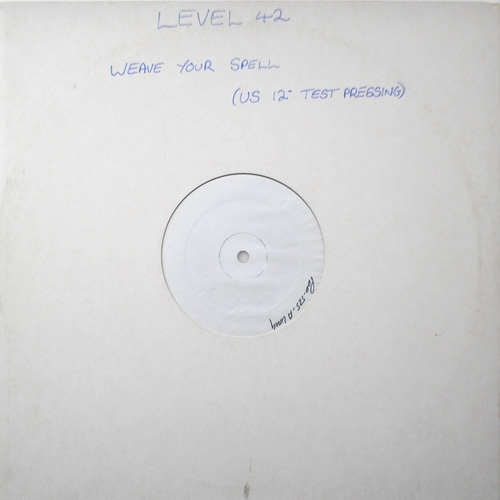 LEVEL 42
WEAVE YOUR SPELL
(US 12" TEST PRESSING)